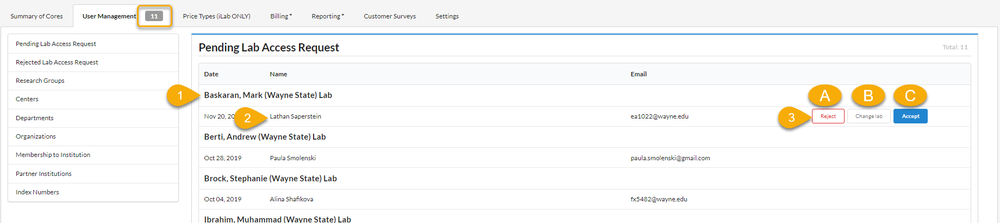 Summary of Cores User Management 11 Price Types (iLab ONLY) Billing * Reporting * Customer Surveys Settings
Pending Lab Access Request
Rejected Lab Access Request
Research Groups
Centers
Departments
Organizations
Membership to Institution
Partner Institutions
Index Numbers
Pending Lab Access Request Total: 11
Date Name Email
1 Baskaran, Mark (Wayne State) Lab
A B C
Nov 20, 20 2 Lathan Saperstein ea1022@wayne.edu 3 Reject Change lab Accept
Berti, Andrew (Wayne State) Lab
Oct 28, 2019 Paula Smolenski paula.smolenski@gmail.com
Brock, Stephanie (Wayne State) Lab
Oct 04, 2019 Alina Shafikova fx5482@wayne.edu
Ibrahim, Muhammad (Wayne State) Lab